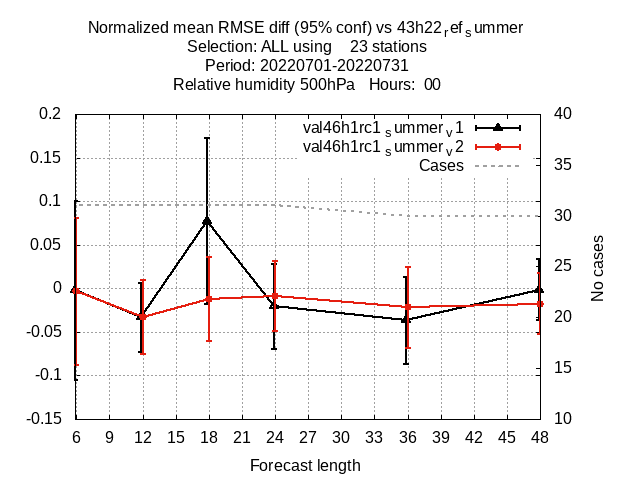 Normalized mean RMSE diff (95% conf) vs 43h22refsummer
Selection: ALL using 23 stations
Period: 20220701-20220731
Relative humidity 500hPa Hours: 00
val46h1rc1summerv1
val46h1rc1summerv2
Cases
0.2
0.15
0.1
0.05
0
-0.05
-0.1
-0.15
40
35
30
25
20
15
10
No cases
6 9 12 15 18 21 24 27 30 33 36 39 42 45 48
Forecast length